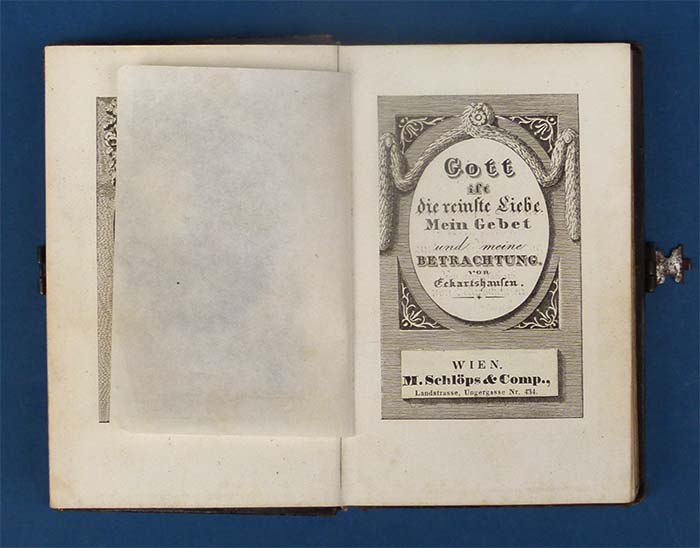 Gott
ist
die reinste Liebe.
Mein Gebet
und meine
BETRACHTUNG.
von
Eckartshausen.
WIEN.
M. Schlöps & Comp.,
Landstrasse, Ungergasse Nr. 434.